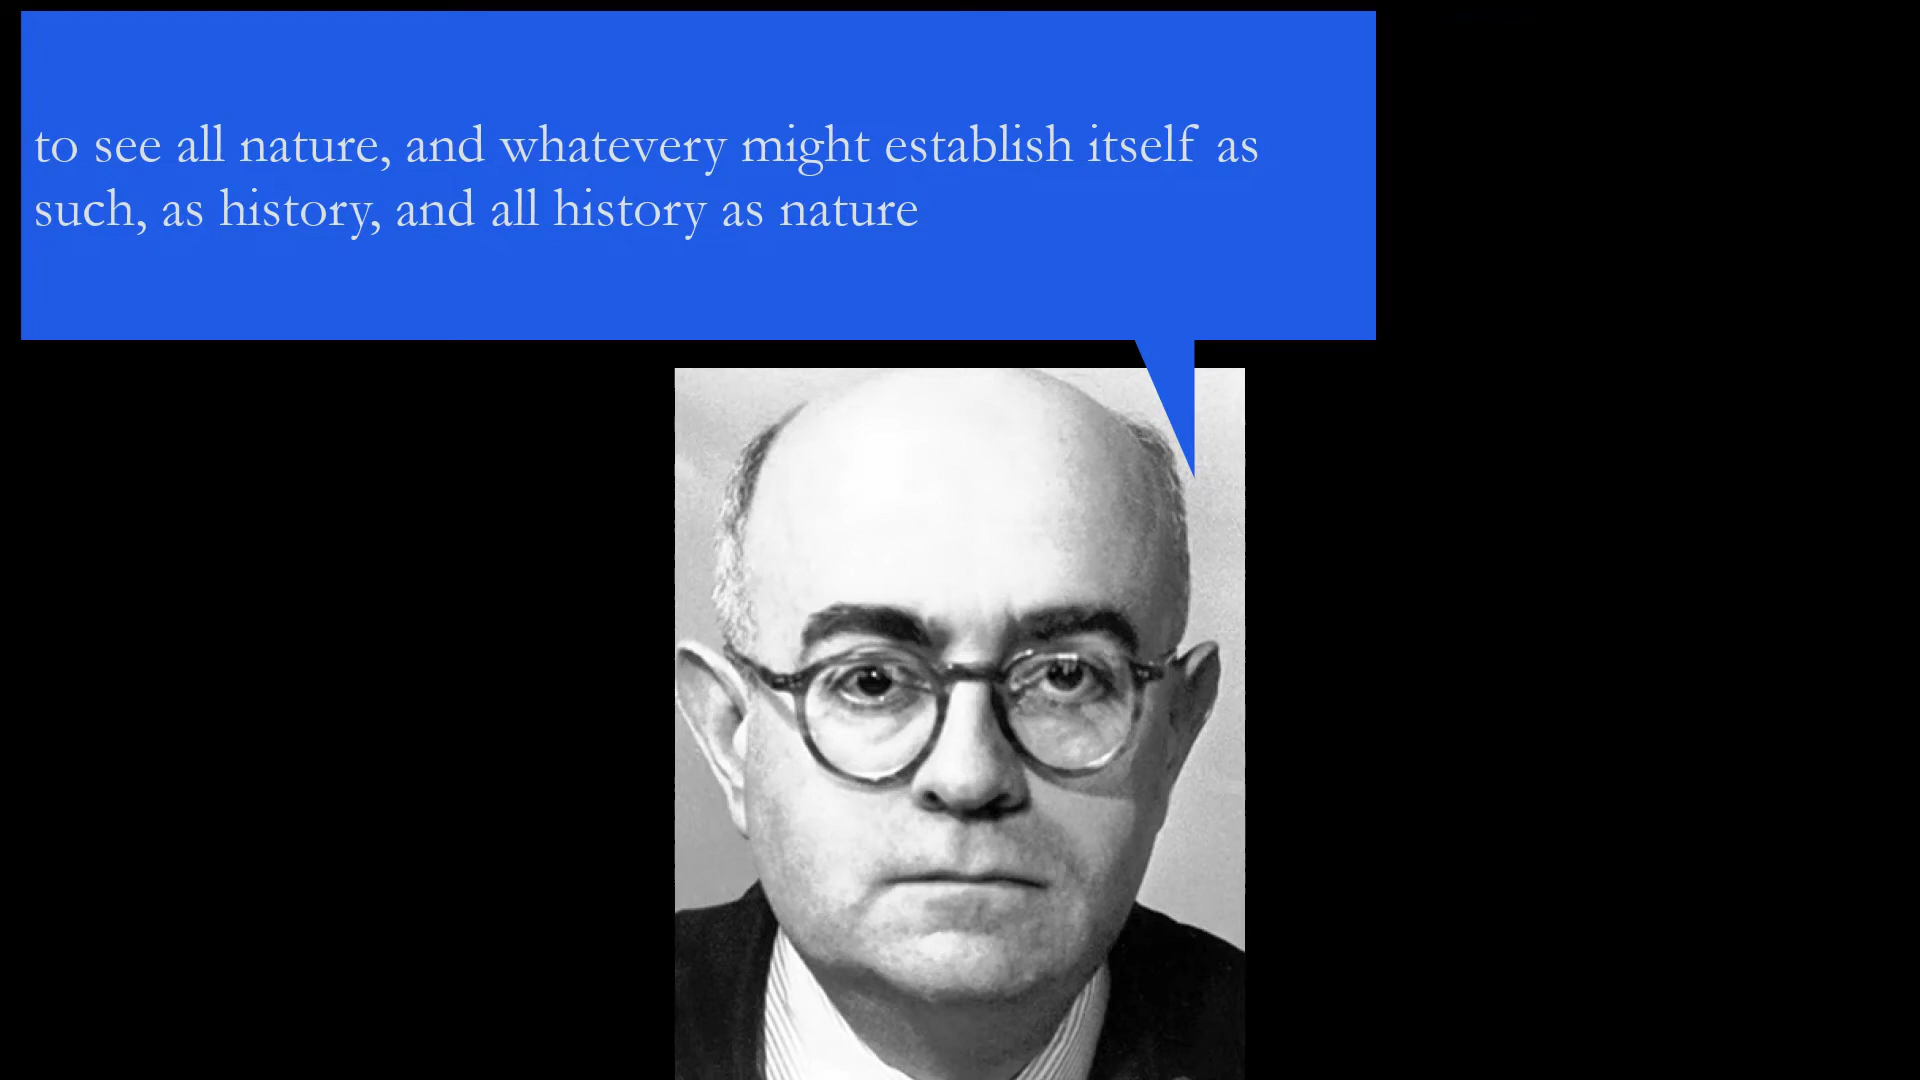 to see all nature, and whatevery might establish itself as
such, as history, and all history as nature